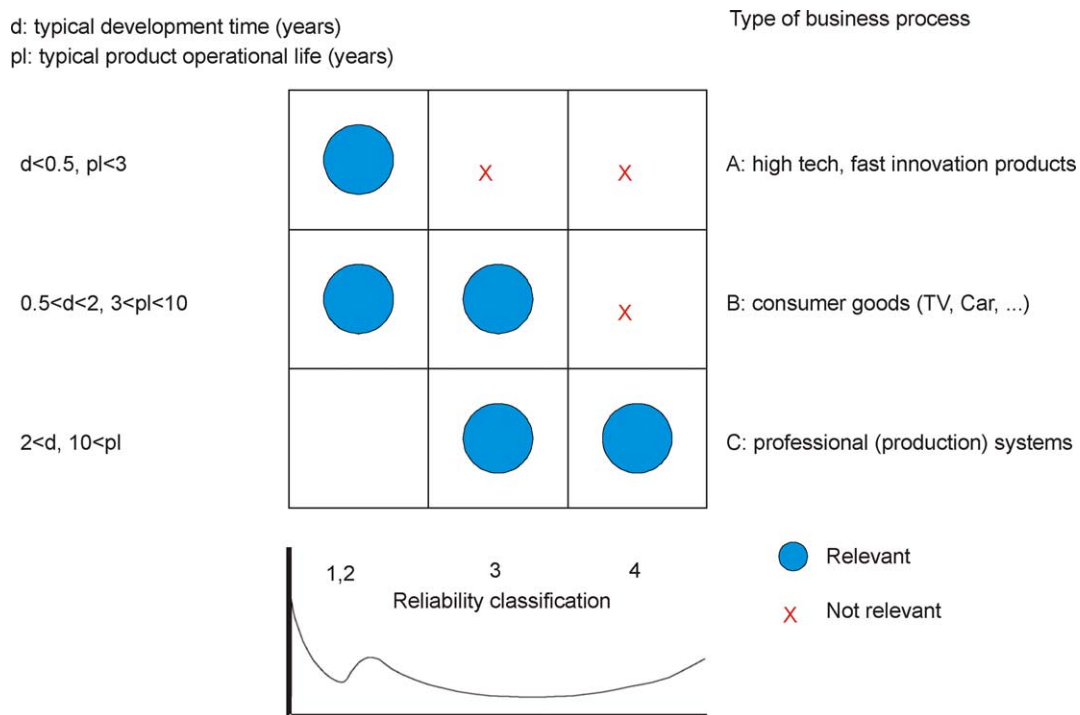 d: typical development time (years)
pl: typical product operational life (years)
Type of business process
d<0.5, pl<3
X
X
A: high tech, fast innovation products
0.5<d<2, 3<pl<10
X
B: consumer goods (TV, Car, ...)
2<d, 10<pl
C: professional (production) systems
1,2
3
4
Reliability classification
Relevant
X
Not relevant